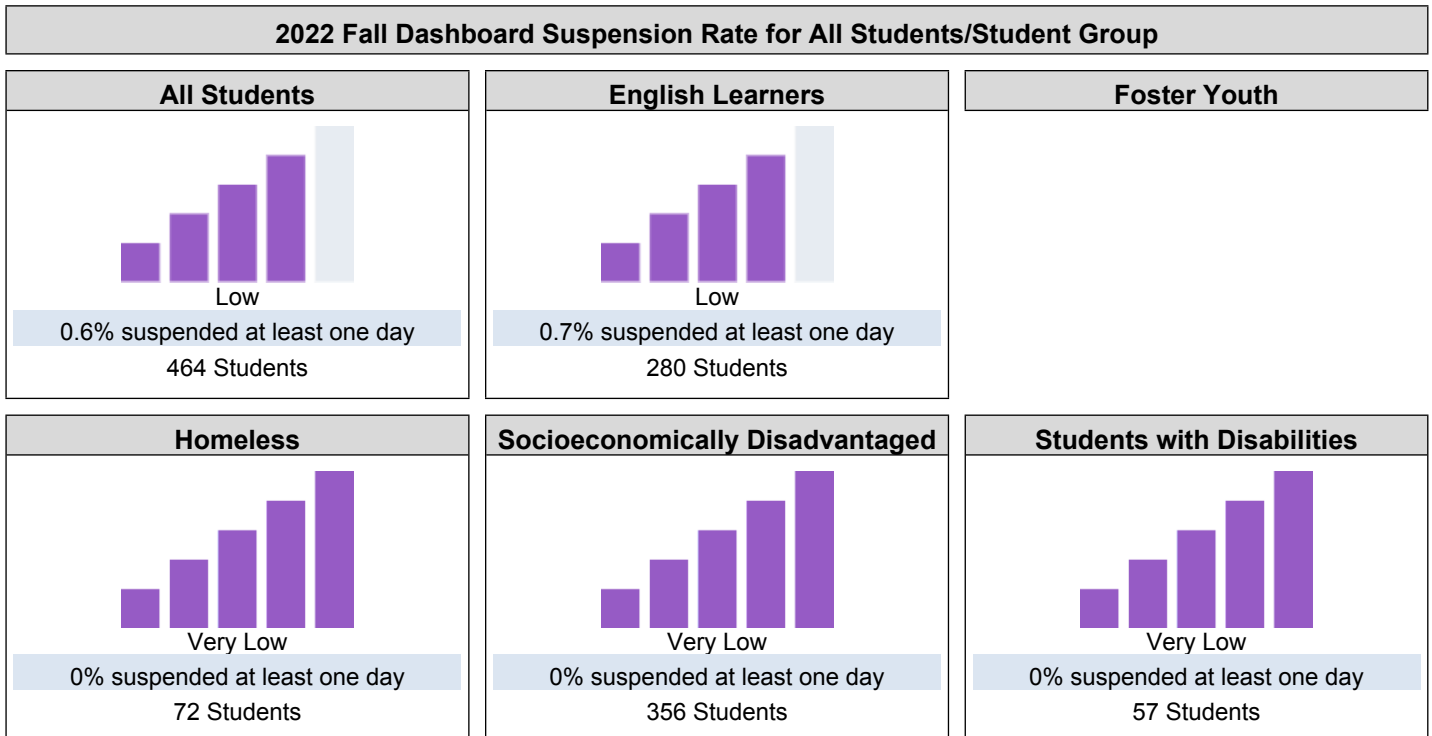 2022 Fall Dashboard Suspension Rate for All Students/Student Group
All Students
Low
0.6% suspended at least one day
464 Students
English Learners
Low
0.7% suspended at least one day
280 Students
Foster Youth
Homeless
Very Low
0% suspended at least one day
72 Students
Socioeconomically Disadvantaged
Very Low
0% suspended at least one day
356 Students
Students with Disabilities
Very Low
0% suspended at least one day
57 Students